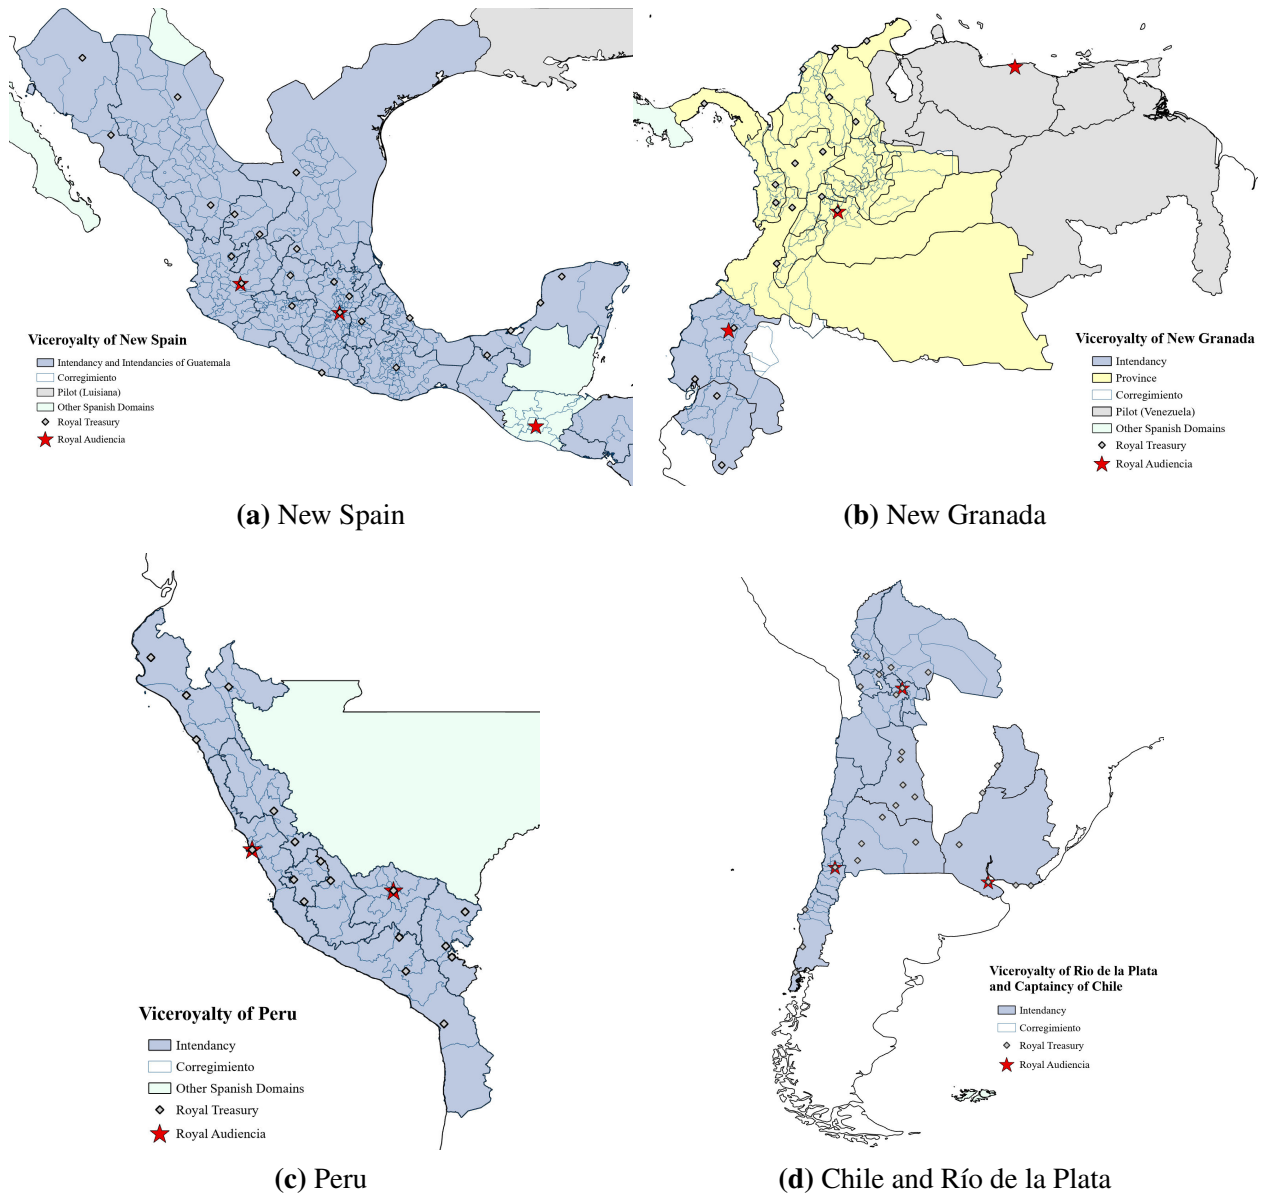 Viceroyalty of New Spain
Intendancy and Intendancies of Guatemala
Corregimiento
Pilot (Luisiana)
Other Spanish Domains
Royal Treasury
Royal Audiencia
(a) New Spain
Viceroyalty of New Granada
Intendancy
Province
Corregimiento
Pilot (Venezuela)
Other Spanish Domains
Royal Treasury
Royal Audiencia
(b) New Granada
Viceroyalty of Peru
Intendancy
Corregimiento
Other Spanish Domains
Royal Treasury
Royal Audiencia
(c) Peru
Viceroyalty of Río de la Plata
and Captaincy of Chile
Intendancy
Corregimiento
Royal Treasury
Royal Audiencia
(d) Chile and Río de la Plata